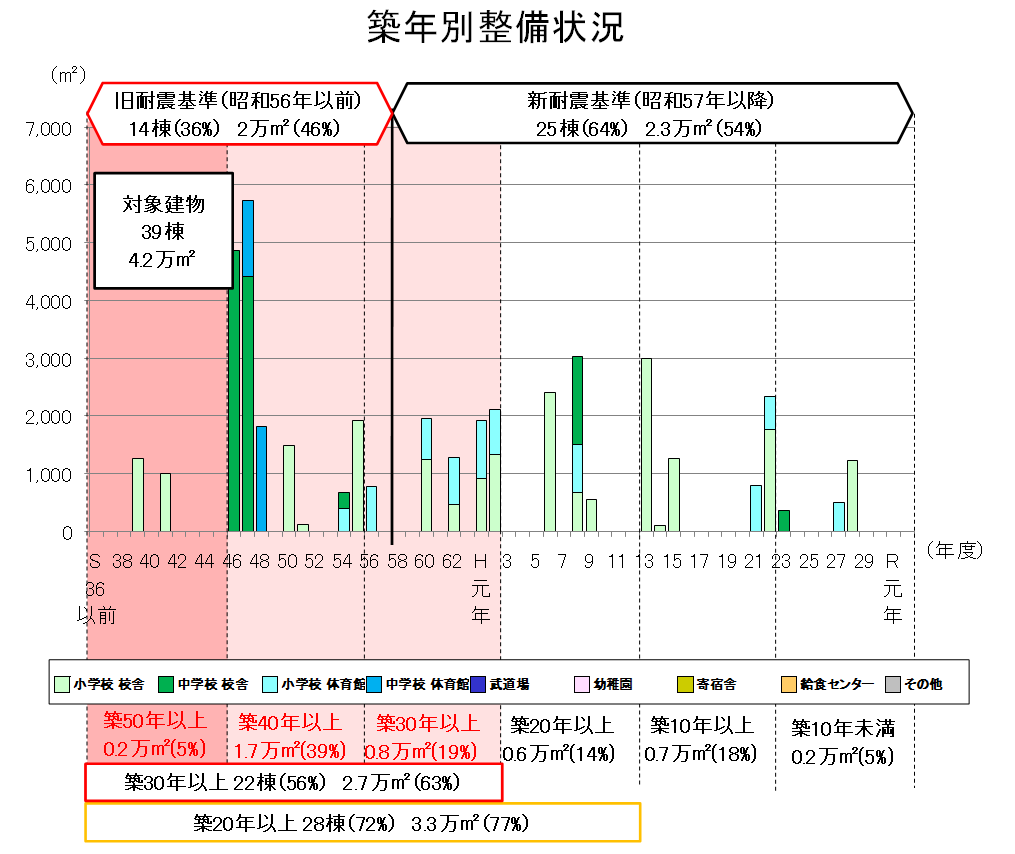 築年別整備状況
（㎡）
旧耐震基準（昭和56年以前）
14棟(36%)　2万㎡(46%)
新耐震基準（昭和57年以降）
25棟(64%)　2.3万㎡(54%)
対象建物
39棟
4.2万㎡
7,000
6,000
5,000
4,000
3,000
2,000
1,000
0
S 38 40 42 44 46 48 50 52 54 56 58 60 62 H 3 5 7 9 11 13 15 17 19 21 23 25 27 29 R
36 元 元
以前 年 年
（年度）
小学校 校舎 中学校 校舎 小学校 体育館 中学校 体育館 武道場 幼稚園 寄宿舎 給食センター その他
築50年以上
0.2万㎡(5%)
築40年以上
1.7万㎡(39%)
築30年以上
0.8万㎡(19%)
築20年以上
0.6万㎡(14%)
築10年以上
0.7万㎡(18%)
築10年未満
0.2万㎡(5%)
築30年以上 22棟(56%)　2.7万㎡(63%)
築20年以上 28棟(72%)　3.3万㎡(77%)